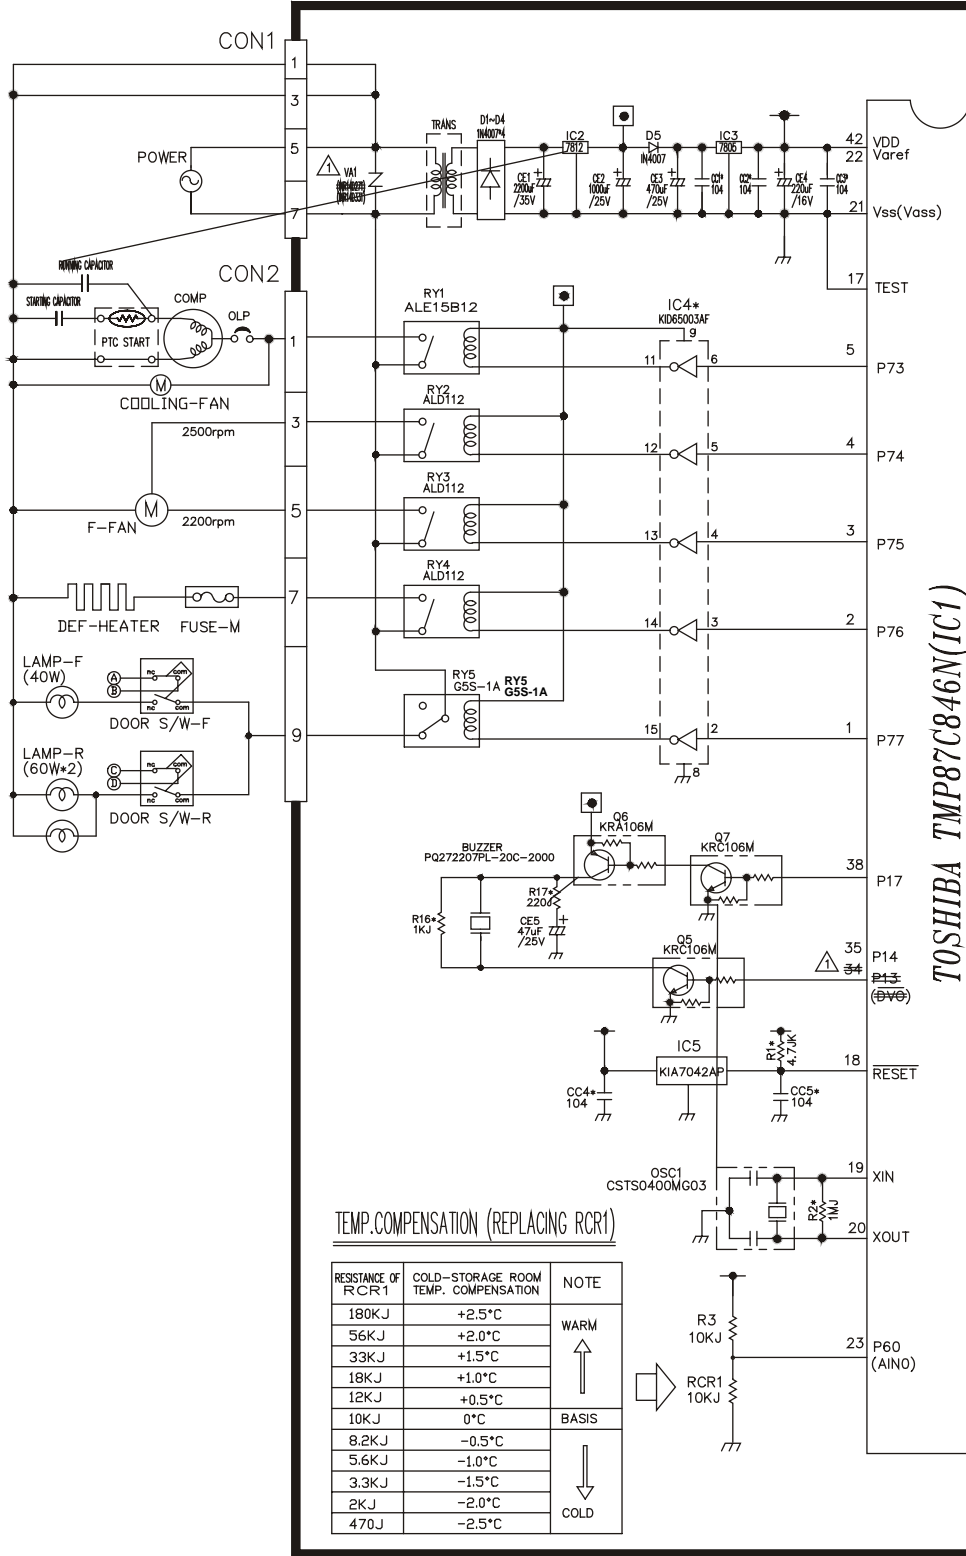 CON1
1
3
5
7
POWER
1
VA1
TRANS
D1~D4
1N4007*4
IC2
7812
D5
1N4007
IC3
7805
CE1
2200uF
/35V
CE2
1000uF
/25V
CE3
470uF
/25V
CC1*
104
CC2*
104
CE4
220uF
/16V
CC3*
104
42 VDD
22 Varef
21 Vss(Vass)
17 TEST
RUNNING CAPACITOR
STARTING CAPACITOR
COMP
OLP
PTC START
M
COOLING-FAN
CON2
1
3
5
7
9
2500rpm
M
F-FAN
2200rpm
DEF-HEATER
FUSE-M
LAMP-F
(40W)
A
B
nc com
nc com
DOOR S/W-F
LAMP-R
(60W*2)
C
D
nc com
nc com
DOOR S/W-R
RY1
ALE15B12
RY2
ALD112
RY3
ALD112
RY4
ALD112
RY5
G5S-1A
RY5
G5S-1A
IC4*
KID65003AF
9
11 6
12 5
13 4
14 3
15 2
8
5 P73
4 P74
3 P75
2 P76
1 P77
TOSHIBA TMP87C846N(IC1)
Q6
KRA106M
Q7
KRC106M
BUZZER
PQ272207PL-20C-2000
R16*
1KJ
R17*
220J
CE5
47uF
/25V
38 P17
Q5
KRC106M
1
35 P14
34 P13
(DVO)
IC5
KIA7042AP
CC4*
104
R1*
4.7JK
CC5*
104
18 RESET
OSC1
CSTS0400MG03
R2*
1MJ
19 XIN
20 XOUT
R3
10KJ
RCR1
10KJ
23 P60
(AIN0)
TEMP.COMPENSATION (REPLACING RCR1)
RESISTANCE OF
RCR1
COLD-STORAGE ROOM
TEMP. COMPENSATION
NOTE
180KJ +2.5°C
56KJ +2.0°C
33KJ +1.5°C
18KJ +1.0°C
12KJ +0.5°C
WARM
10KJ 0°C BASIS
8.2KJ -0.5°C
5.6KJ -1.0°C
3.3KJ -1.5°C
2KJ -2.0°C
470J -2.5°C
COLD